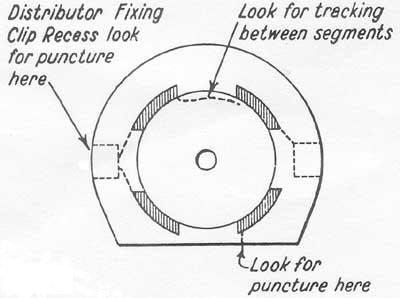 Distributor Fixing
Clip Recess look
for puncture
here
Look for tracking
between segments
Look for
puncture here